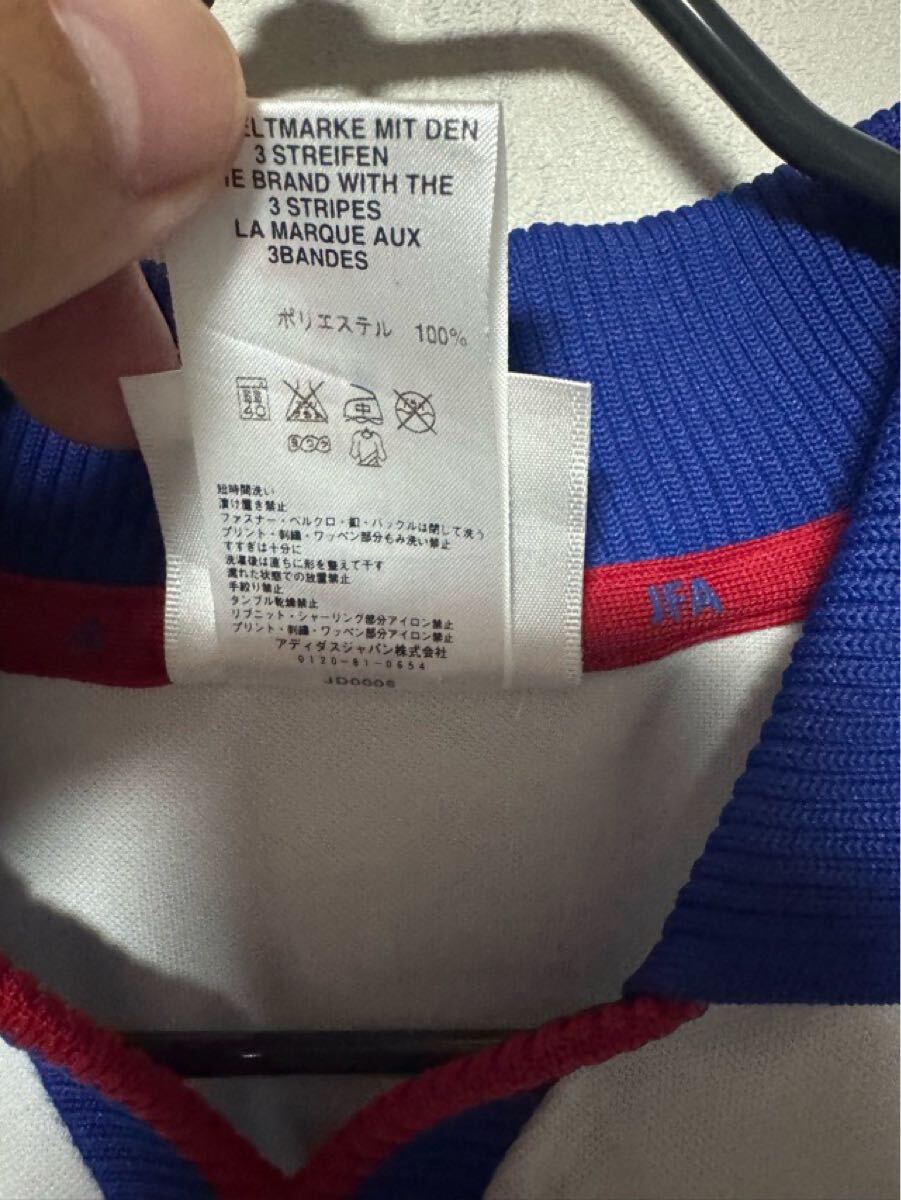 ELTMARKE MIT DEN
3 STREIFEN
E BRAND WITH THE
3 STRIPES
LA MARQUE AUX
3BANDES
ポリエステル 100%
40
中
短時間洗い
漬け置き禁止
ファスナー・ベルクロ・釦・バックルは閉じて洗う
プリント・刺繍・ワッペン部分もみ洗い禁止
すすぎは十分に
洗濯後は直ちに形を整えて干す
濡れた状態での放置禁止
手絞り禁止
タンブル乾燥禁止
リブニット・シャーリング部分アイロン禁止
プリント・刺繍・ワッペン部分アイロン禁止
アディダスジャパン株式会社
0120-81-0654
JD0006
JFA